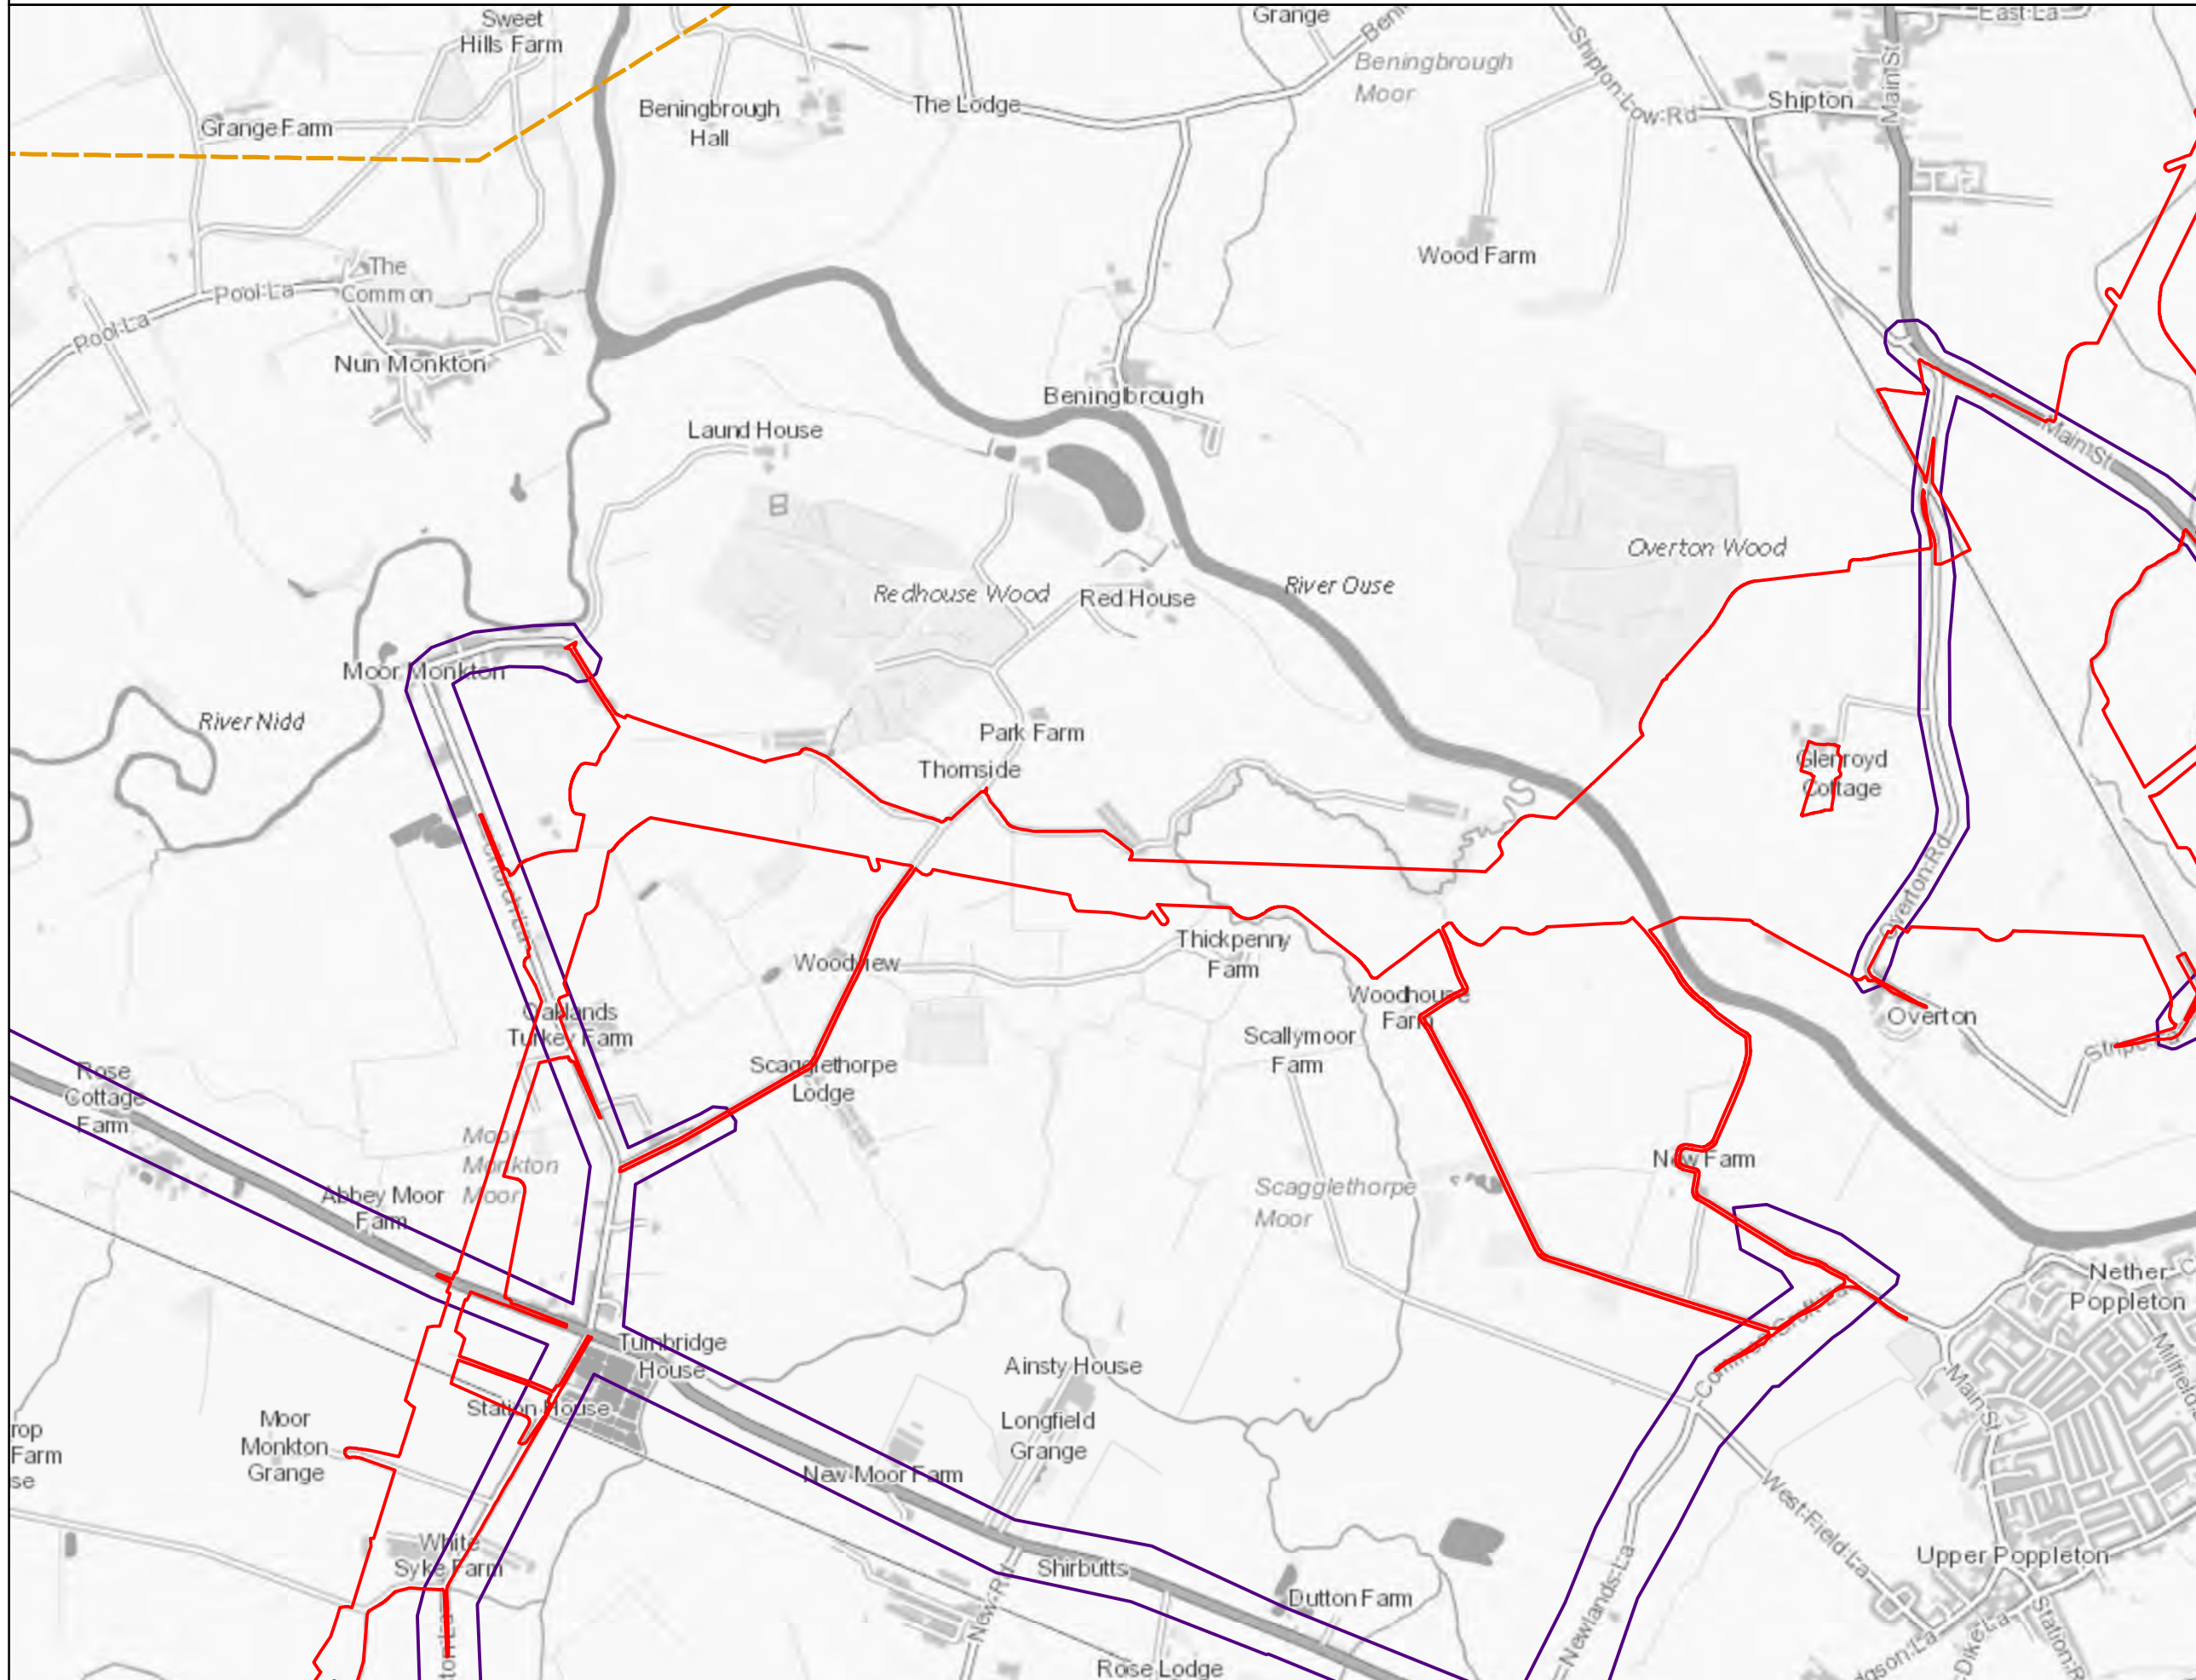 Sweet
Hills Farm
Grange
East La
Beningbrough
Moor
Shipton Low Rd
Main St
Shipton
Grange Farm
Beningbrough
Hall
The Lodge
Wood Farm
The
Common
Pool La
Pool La
Nun Monkton
Beningbrough
Laund House
Main St
Overton Wood
Redhouse Wood
Red House
River Ouse
Moor Monkton
River Nidd
Park Farm
Thornside
Glenroyd
Cottage
Overton Rd
Thickpenny
Farm
Woodview
Woodhouse
Farm
Oaklands
Turkey Farm
Overton
Scallymoor
Farm
Scagglethorpe
Lodge
Rose
Cottage
Farm
Moor
Monkton
Moor
New Farm
Abbey Moor
Farm
Scagglethorpe
Moor
Nether
Poppleton
Tumbridge
House
Ainsty House
Station House
Main St
Moor
Monkton
Grange
Longfield
Grange
rop
Farm
se
New Moor Farm
West Field La
White
Syke Farm
Shirbutts
Upper Poppleton
Dutton Farm
New Rd
Newlands La
Dike La
Rose Lodge